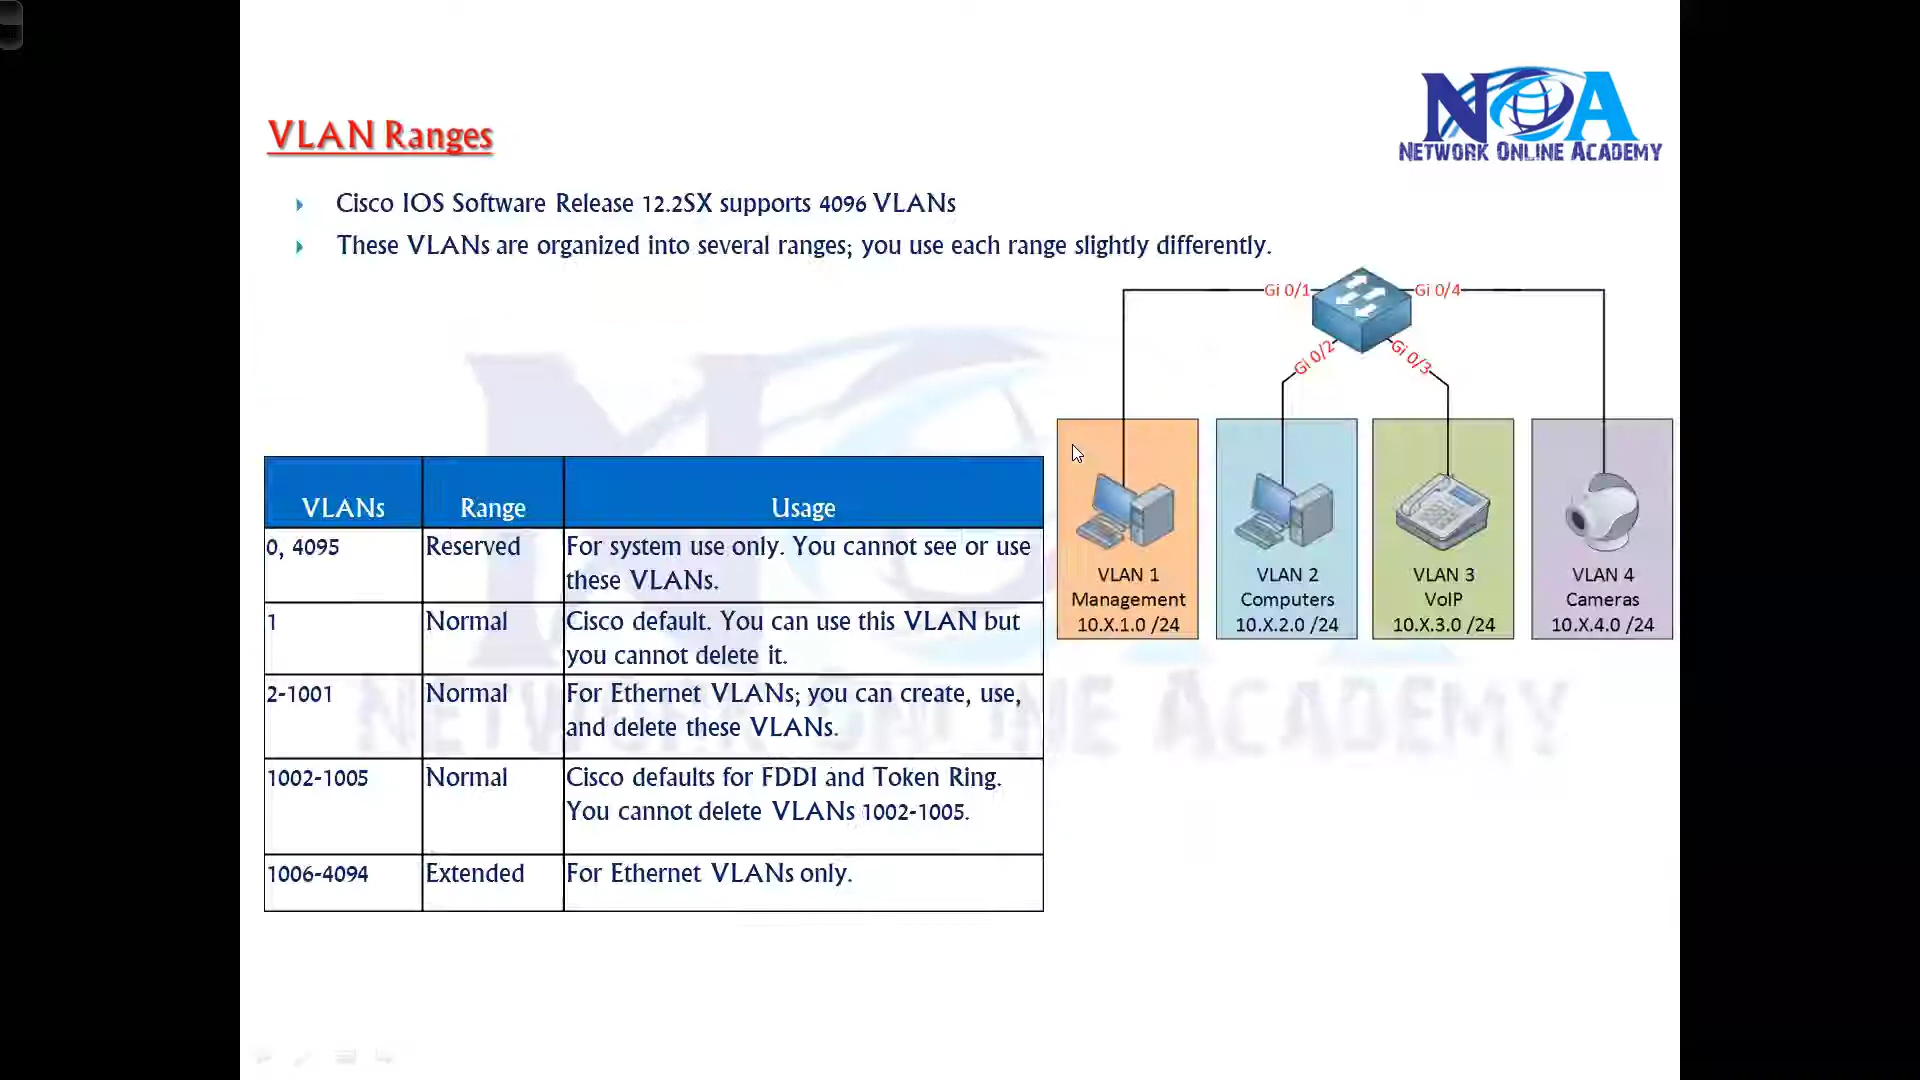 NOA
NETWORK ONLINE ACADEMY
VLAN Ranges
Cisco IOS Software Release 12.2SX supports 4096 VLANs
These VLANs are organized into several ranges; you use each range slightly differently.
Gi 0/1
Gi 0/4
Gi 0/2
Gi 0/3
VLANs Range Usage
0, 4095 Reserved For system use only. You cannot see or use
these VLANs.
1 Normal Cisco default. You can use this VLAN but
you cannot delete it.
2-1001 Normal For Ethernet VLANs; you can create, use,
and delete these VLANs.
1002-1005 Normal Cisco defaults for FDDI and Token Ring.
You cannot delete VLANs 1002-1005.
1006-4094 Extended For Ethernet VLANs only.
VLAN 1
Management
10.X.1.0 /24
VLAN 2
Computers
10.X.2.0 /24
VLAN 3
VoIP
10.X.3.0 /24
VLAN 4
Cameras
10.X.4.0 /24
NETWORK ONLINE ACADEMY